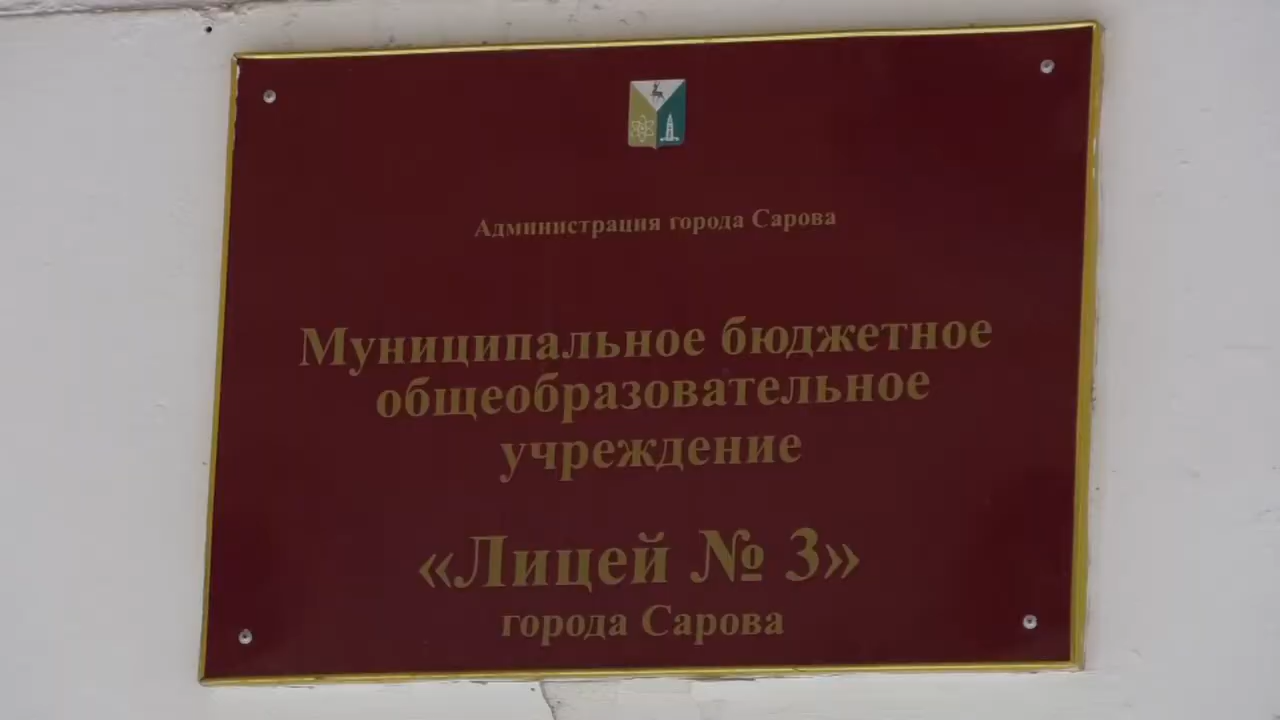 Администрация города Сарова
Муниципальное бюджетное
общеобразовательное
учреждение
«Лицей № 3»
города Сарова